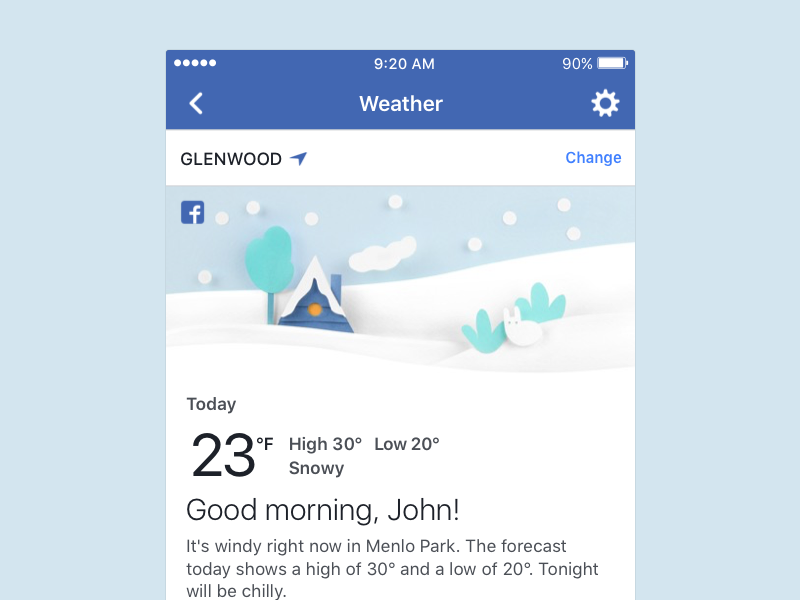 9:20 AM 90%
Weather
GLENWOOD Change
Today
23°F High 30° Low 20°
Snowy
Good morning, John!
It's windy right now in Menlo Park. The forecast
today shows a high of 30° and a low of 20°. Tonight
will be chilly.